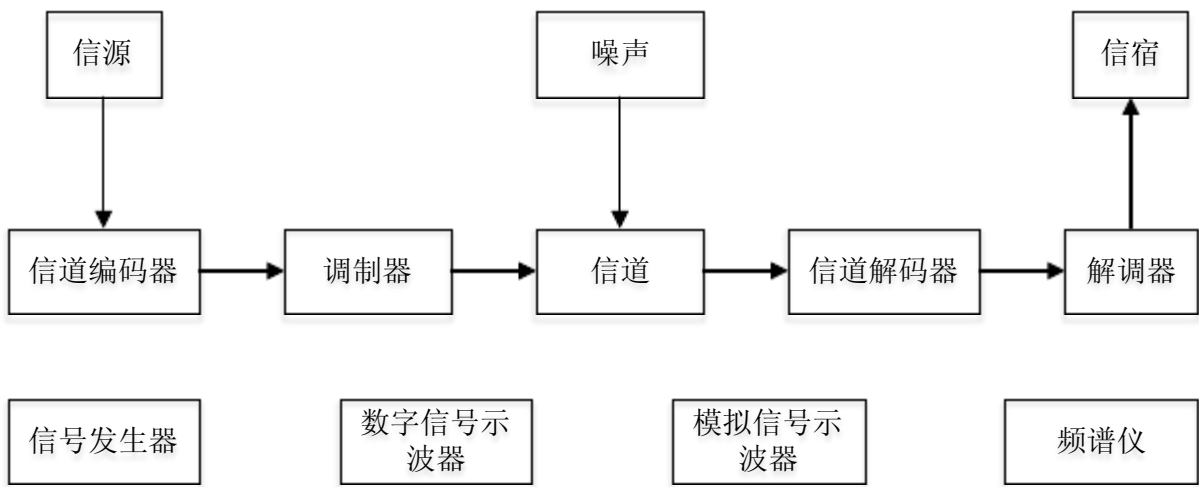 信源
噪声
信宿
信道编码器
调制器
信道
信道解码器
解调器
信号发生器
数字信号示
波器
模拟信号示
波器
频谱仪